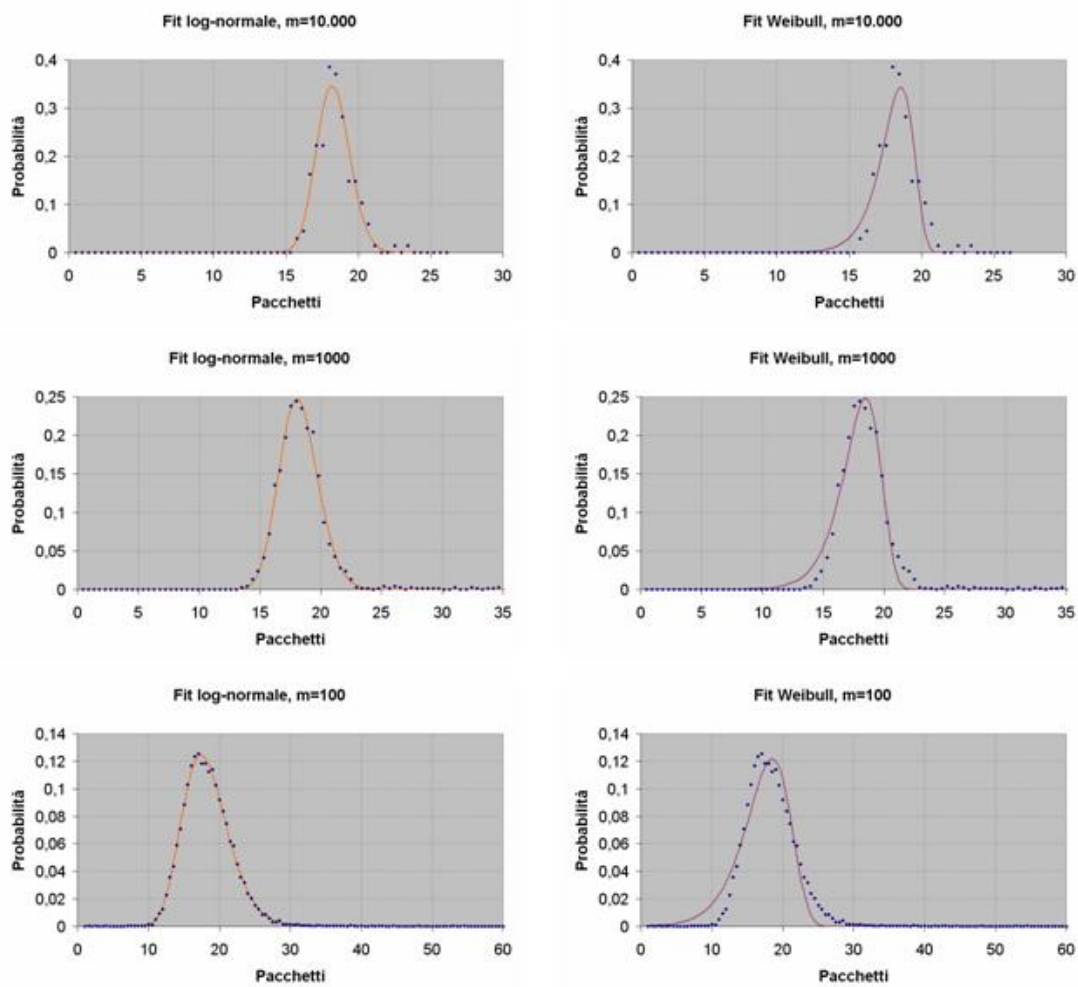 Fit log-normale, m=10.000
Probabilità
0,4
0,3
0,2
0,1
0
0 5 10 15 20 25 30
Pacchetti
Fit Weibull, m=10.000
Probabilità
0,4
0,3
0,2
0,1
0
0 5 10 15 20 25 30
Pacchetti
Fit log-normale, m=1000
Probabilità
0,25
0,2
0,15
0,1
0,05
0
0 5 10 15 20 25 30 35
Pacchetti
Fit Weibull, m=1000
Probabilità
0,25
0,2
0,15
0,1
0,05
0
0 5 10 15 20 25 30 35
Pacchetti
Fit log-normale, m=100
Probabilità
0,14
0,12
0,1
0,08
0,06
0,04
0,02
0
0 10 20 30 40 50 60
Pacchetti
Fit Weibull, m=100
Probabilità
0,14
0,12
0,1
0,08
0,06
0,04
0,02
0
0 10 20 30 40 50 60
Pacchetti